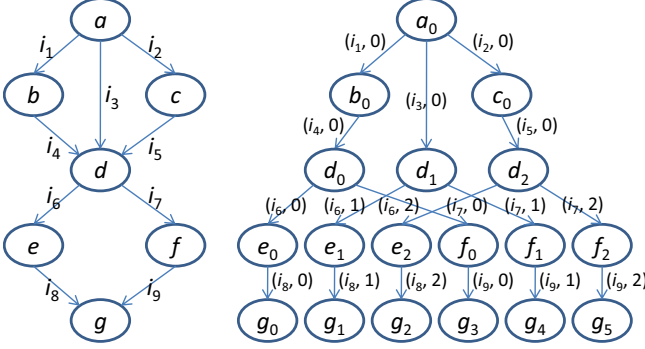 a a₀
i₁ i₂ (i₁, 0) (i₂, 0)
b i₃ c b₀ (i₃, 0) c₀
i₄ i₅ (i₄, 0) (i₅, 0)
d d₀ d₁ d₂
i₆ i₇ (i₆, 0) (i₆, 1) (i₆, 2) (i₇, 0) (i₇, 1) (i₇, 2)
e f e₀ e₁ e₂ f₀ f₁ f₂
i₈ i₉ (i₈, 0) (i₈, 1) (i₈, 2) (i₉, 0) (i₉, 1) (i₉, 2)
g g₀ g₁ g₂ g₃ g₄ g₅